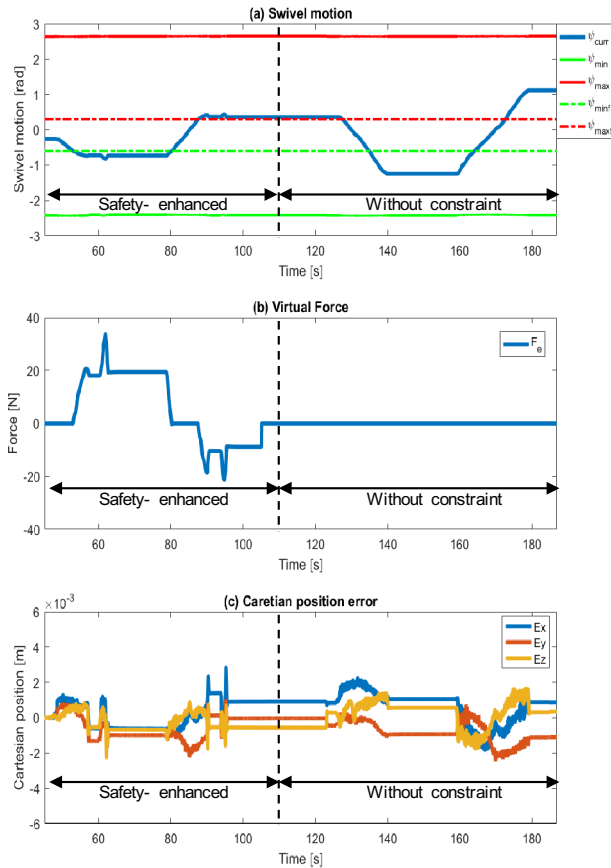 (a) Swivel motion
3
2
1
0
-1
-2
-3
Swivel motion [rad]
60 80 100 120 140 160 180
Time [s]
Safety- enhanced
Without constraint
ψcurr
ψmin
ψmax
ψminf
(b) Virtual Force
40
20
0
-20
-40
Force [N]
60 80 100 120 140 160 180
Time [s]
Safety- enhanced
Without constraint
F_e
(c) Caretian position error
×10^-3
6
4
2
0
-2
-4
-6
Cartesian position [m]
60 80 100 120 140 160 180
Time [s]
Safety- enhanced
Without constraint
Ex
Ey
Ez